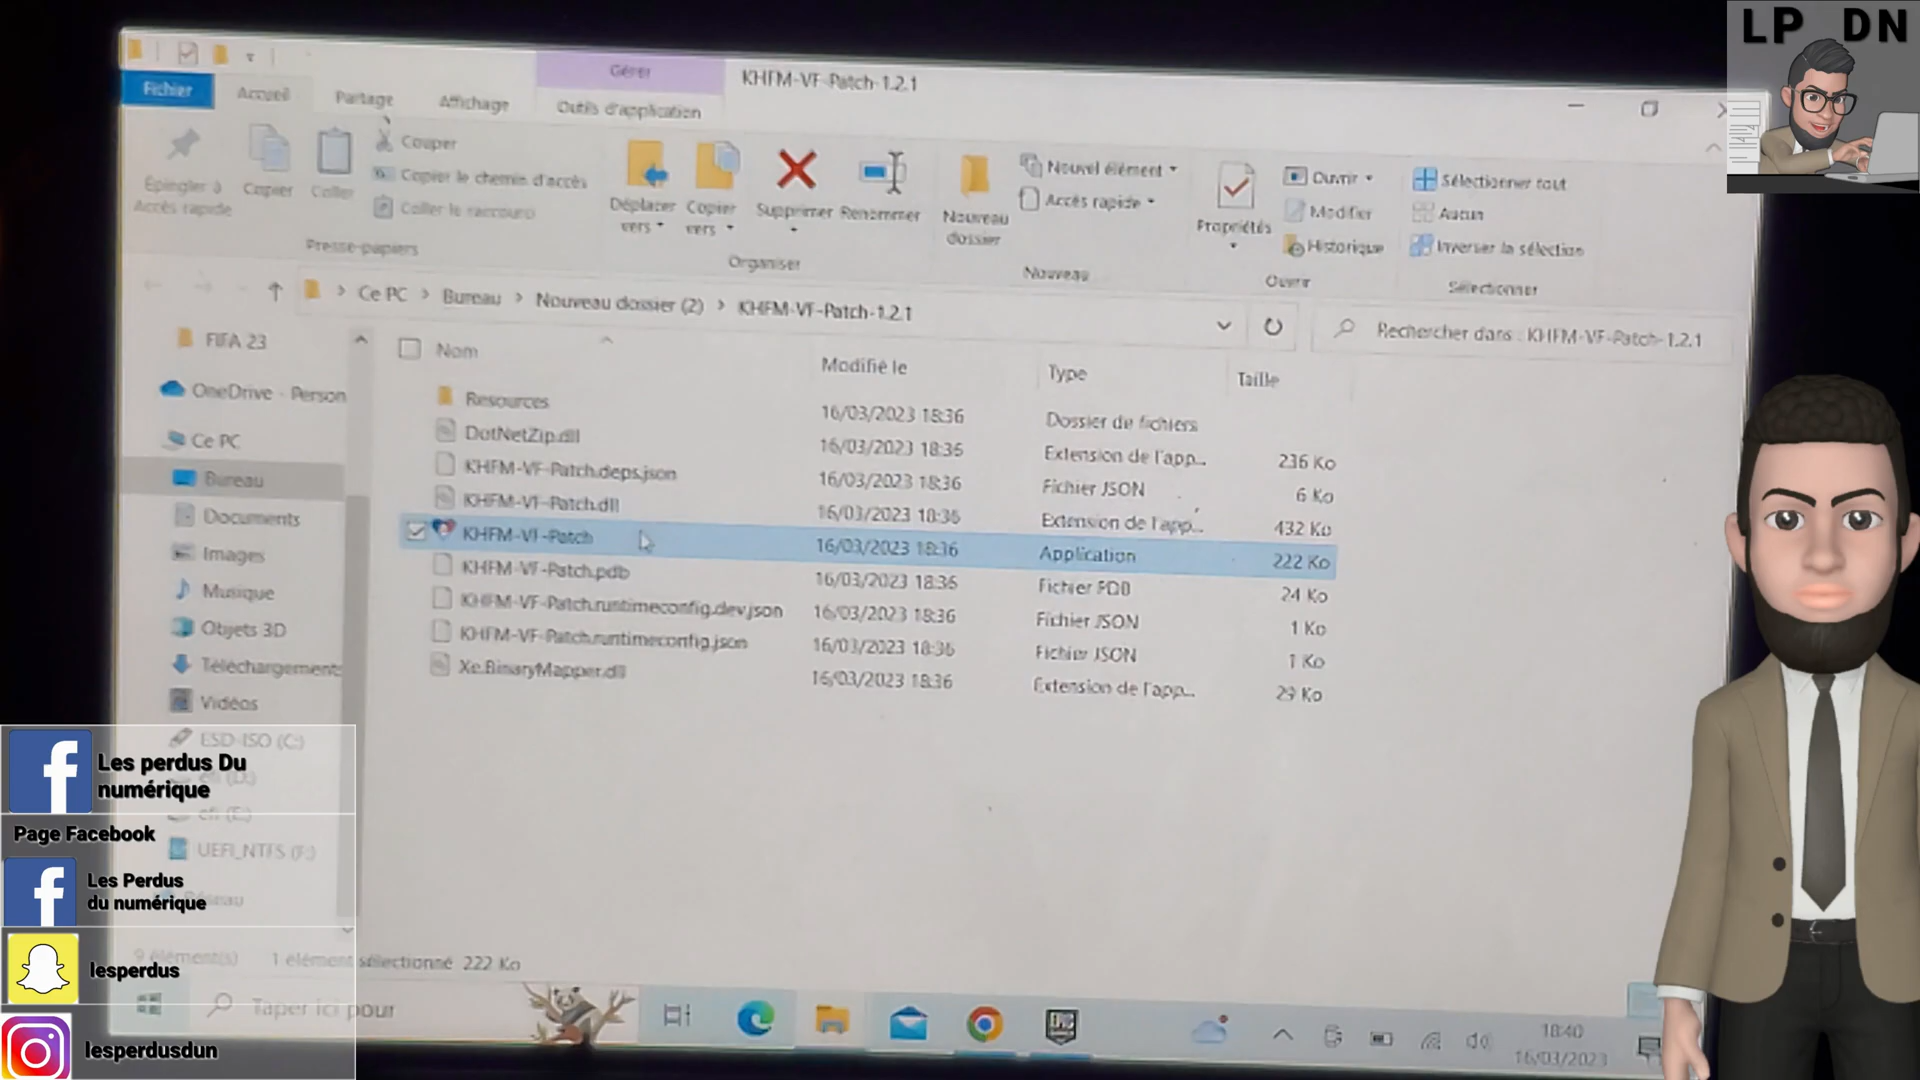 LP DN
Gérer
KHFM-VF-Patch-1.2.1
Fichier
Accueil
Partage
Affichage
Outils d'application
Épingler à
Accès rapide
Copier
Coller
Couper
Copier le chemin d'accès
Coller le raccourci
Presse-papiers
Déplacer
vers
Copier
vers
Supprimer
Renommer
Organiser
Nouveau
dossier
Nouvel élément
Accès rapide
Nouveau
Propriétés
Ouvrir
Modifier
Historique
Ouvrir
Sélectionner tout
Aucun
Inverser la sélection
Sélectionner
Ce PC > Bureau > Nouveau dossier (2) > KHFM-VF-Patch-1.2.1
Rechercher dans : KHFM-VF-Patch-1.2.1
FIFA 23
OneDrive - Person
Ce PC
Bureau
Documents
Images
Musique
Objets 3D
Téléchargements
Vidéos
ESD-ISO (C:)
efi (D:)
efi (E:)
UEFI_NTFS (F:)
Réseau
Nom Modifié le Type Taille
Resources 16/03/2023 18:36 Dossier de fichiers
DotNetZip.dll 16/03/2023 18:36 Extension de l'app... 236 Ko
KHFM-VF-Patch.deps.json 16/03/2023 18:36 Fichier JSON 6 Ko
KHFM-VF-Patch.dll 16/03/2023 18:36 Extension de l'app... 432 Ko
KHFM-VF-Patch 16/03/2023 18:36 Application 222 Ko
KHFM-VF-Patch.pdb 16/03/2023 18:36 Fichier PDB 24 Ko
KHFM-VF-Patch.runtimeconfig.dev.json 16/03/2023 18:36 Fichier JSON 1 Ko
KHFM-VF-Patch.runtimeconfig.json 16/03/2023 18:36 Fichier JSON 1 Ko
Xe.BinaryMapper.dll 16/03/2023 18:36 Extension de l'app... 29 Ko
9 élément(s) 1 élément sélectionné 222 Ko
Taper ici pour
18:40
16/03/2023
Les perdus Du
numérique
Page Facebook
Les Perdus
du numérique
lesperdus
lesperdusdun